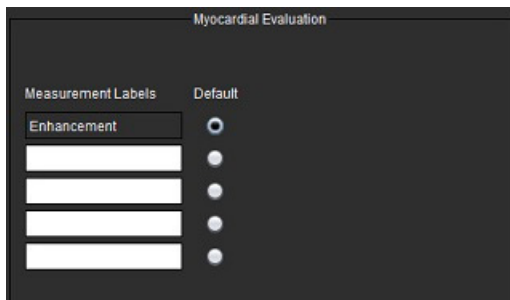 Myocardial Evaluation
Measurement Labels Default
Enhancement